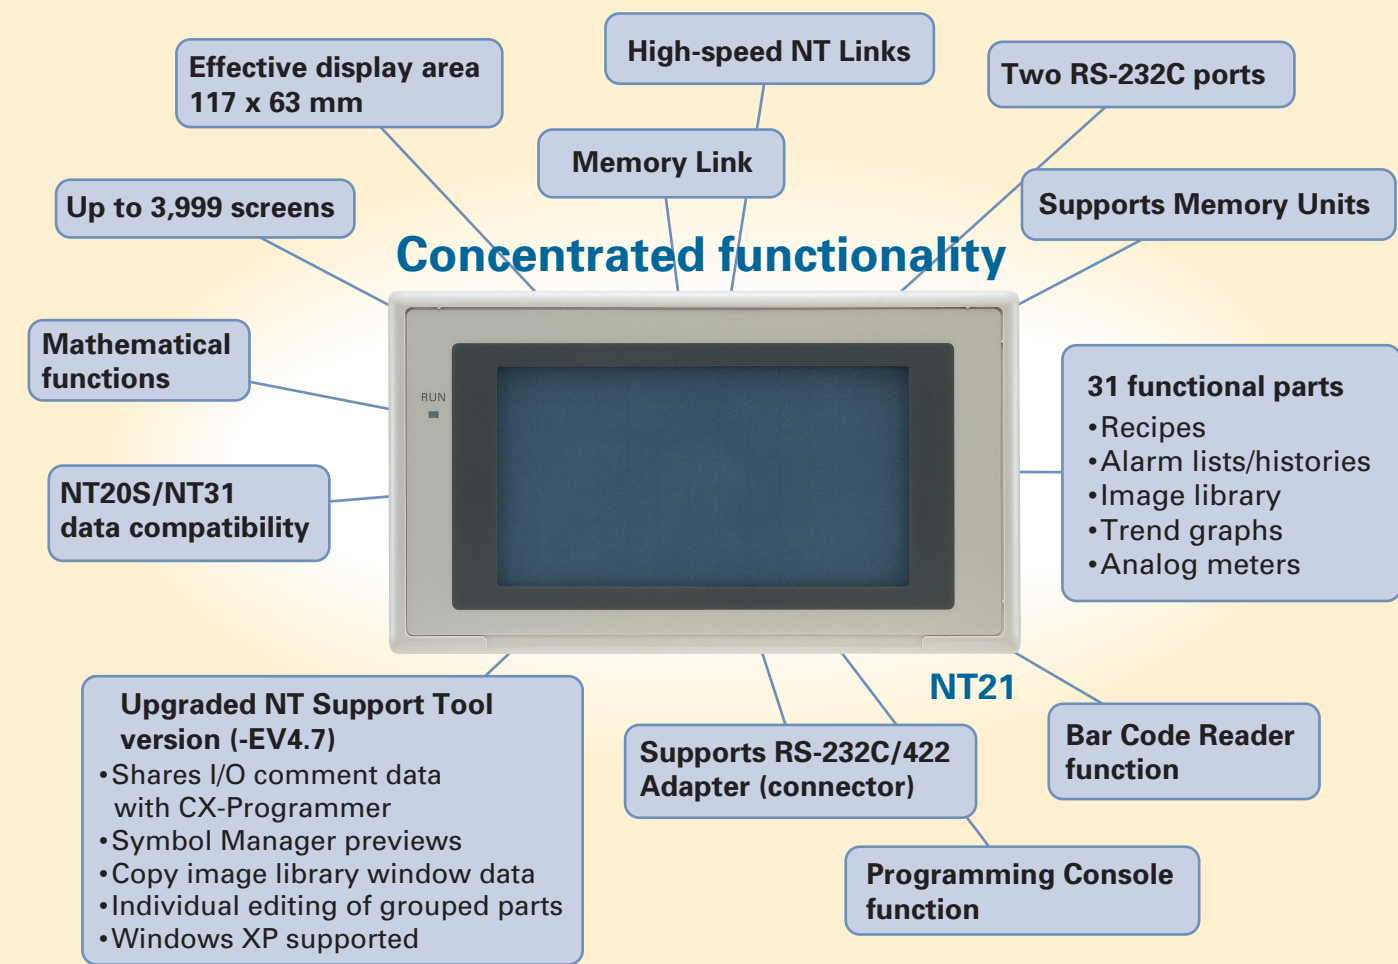 High-speed NT Links
Effective display area
117 x 63 mm
Two RS-232C ports
Memory Link
Up to 3,999 screens
Supports Memory Units
Concentrated functionality
Mathematical
functions
RUN
31 functional parts
•Recipes
•Alarm lists/histories
•Image library
•Trend graphs
•Analog meters
NT20S/NT31
data compatibility
NT21
Upgraded NT Support Tool
version (-EV4.7)
•Shares I/O comment data
with CX-Programmer
•Symbol Manager previews
•Copy image library window data
•Individual editing of grouped parts
•Windows XP supported
Supports RS-232C/422
Adapter (connector)
Bar Code Reader
function
Programming Console
function